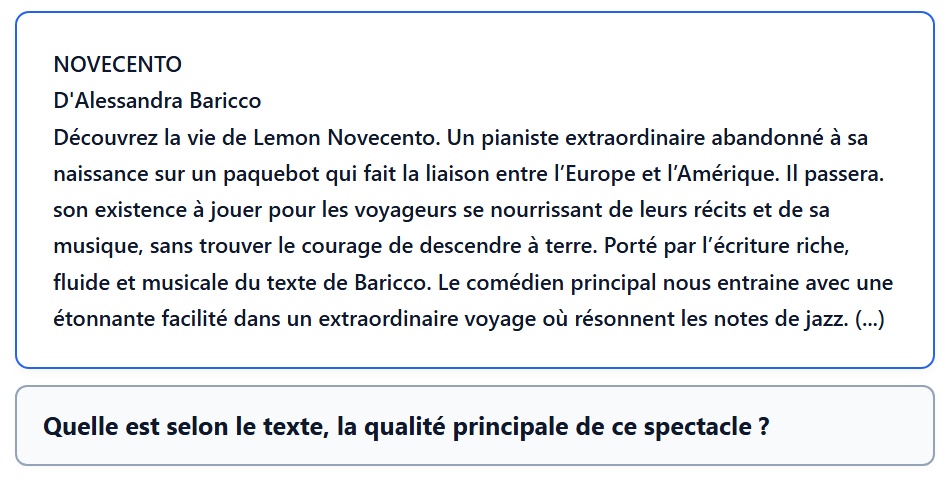 NOVECENTO
D'Alessandra Baricco
Découvrez la vie de Lemon Novecento. Un pianiste extraordinaire abandonné à sa
naissance sur un paquebot qui fait la liaison entre l’Europe et l’Amérique. Il passera.
son existence à jouer pour les voyageurs se nourrissant de leurs récits et de sa
musique, sans trouver le courage de descendre à terre. Porté par l’écriture riche,
fluide et musicale du texte de Baricco. Le comédien principal nous entraine avec une
étonnante facilité dans un extraordinaire voyage où résonnent les notes de jazz. (...)
Quelle est selon le texte, la qualité principale de ce spectacle ?